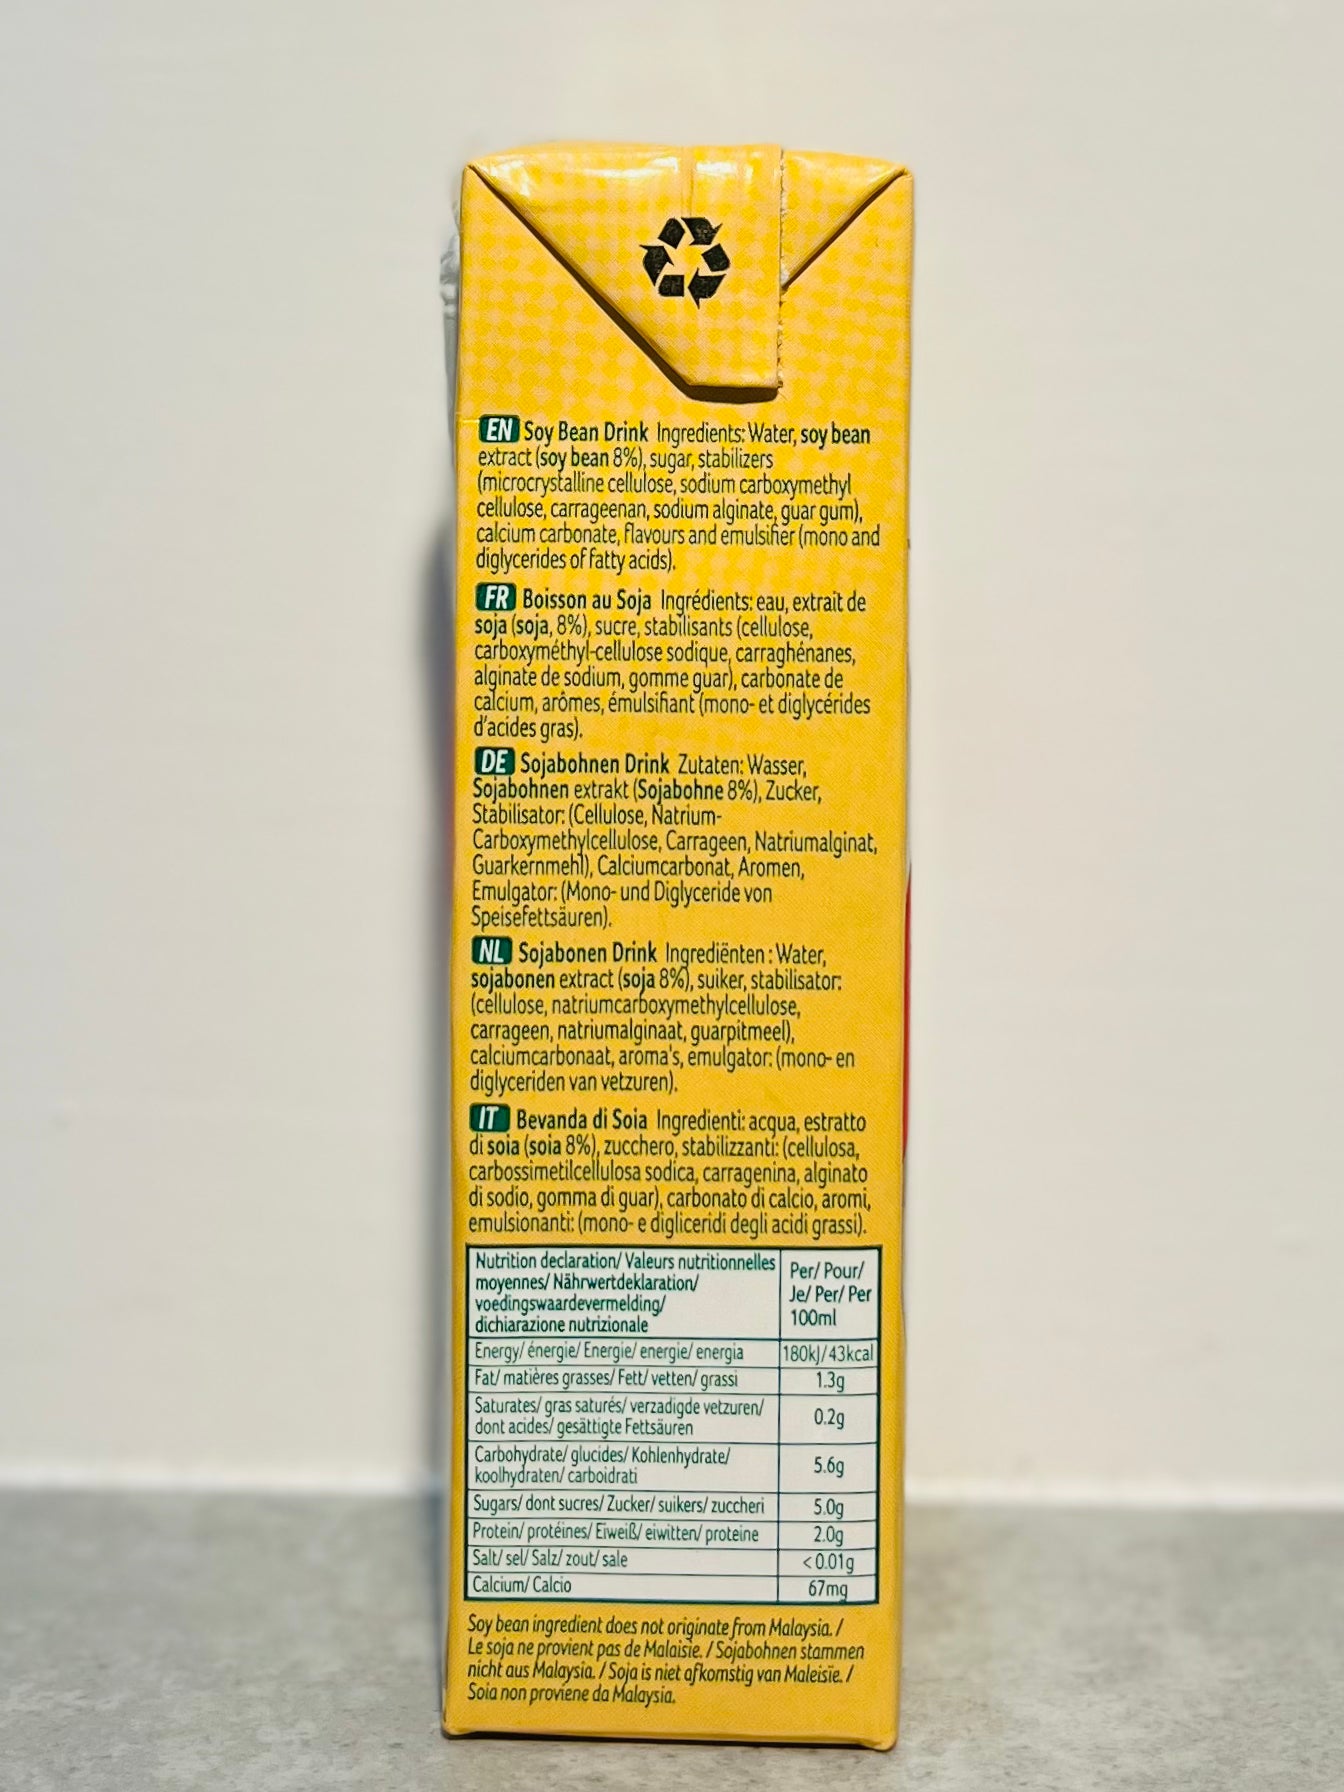 EN Soy Bean Drink Ingredients: Water, soy bean
extract (soy bean 8%), sugar, stabilizers
(microcrystalline cellulose, sodium carboxymethyl
cellulose, carrageenan, sodium alginate, guar gum),
calcium carbonate, flavours and emulsifier (mono and
diglycerides of fatty acids).
FR Boisson au Soja Ingrédients: eau, extrait de
soja (soja, 8%), sucre, stabilisants (cellulose,
carboxyméthyl-cellulose sodique, carraghénanes,
alginate de sodium, gomme guar), carbonate de
calcium, arômes, émulsifiant (mono- et diglycérides
d'acides gras).
DE Sojabohnen Drink Zutaten: Wasser,
Sojabohnen extrakt (Sojabohne 8%), Zucker,
Stabilisator: (Cellulose, Natrium-
Carboxymethylcellulose, Carrageen, Natriumalginat,
Guarkernmehl), Calciumcarbonat, Aromen,
Emulgator: (Mono- und Diglyceride von
Speisefettsäuren).
NL Sojabonen Drink Ingrediënten : Water,
sojabonen extract (soja 8%), suiker, stabilisator:
(cellulose, natriumcarboxymethylcellulose,
carrageen, natriumalginaat, guarpitmeel),
calciumcarbonaat, aroma's, emulgator: (mono- en
diglyceriden van vetzuren).
IT Bevanda di Soia Ingredienti: acqua, estratto
di soia (soia 8%), zucchero, stabilizzanti: (cellulosa,
carbossimetilcellulosa sodica, carragenina, alginato
di sodio, gomma di guar), carbonato di calcio, aromi,
emulsionanti: (mono- e digliceridi degli acidi grassi).
Nutrition declaration/ Valeurs nutritionnelles
moyennes/ Nährwertdeklaration/
voedingswaardevermelding/
dichiarazione nutrizionale
Per/ Pour/
Je/ Per/ Per
100ml
Energy/ énergie/ Energie/ energie/ energia 180kJ/43kcal
Fat/ matières grasses/ Fett/ vetten/ grassi 1.3g
Saturates/ gras saturés/ verzadigde vetzuren/
dont acides/ gesättigte Fettsäuren 0.2g
Carbohydrate/ glucides/ Kohlenhydrate/
koolhydraten/ carboidrati 5.6g
Sugars/ dont sucres/ Zucker/ suikers/ zuccheri 5.0g
Protein/ protéines/ Eiweiß/ eiwitten/ proteine 2.0g
Salt/ sel/ Salz/ zout/ sale <0.01g
Calcium/ Calcio 67mg
Soy bean ingredient does not originate from Malaysia. /
Le soja ne provient pas de Malaisie. / Sojabohnen stammen
nicht aus Malaysia. / Soja is niet afkomstig van Maleisïe. /
Soia non proviene da Malaysia.